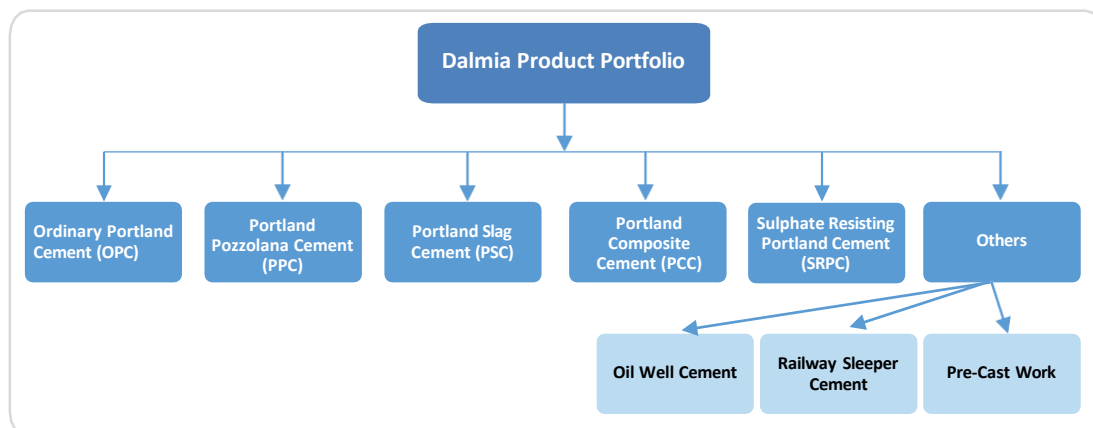 Dalmia Product Portfolio
Ordinary Portland
Cement (OPC)
Portland
Pozzolana Cement
(PPC)
Portland Slag
Cement (PSC)
Portland
Composite
Cement (PCC)
Sulphate Resisting
Portland Cement
(SRPC)
Others
Oil Well Cement
Railway Sleeper
Cement
Pre-Cast Work